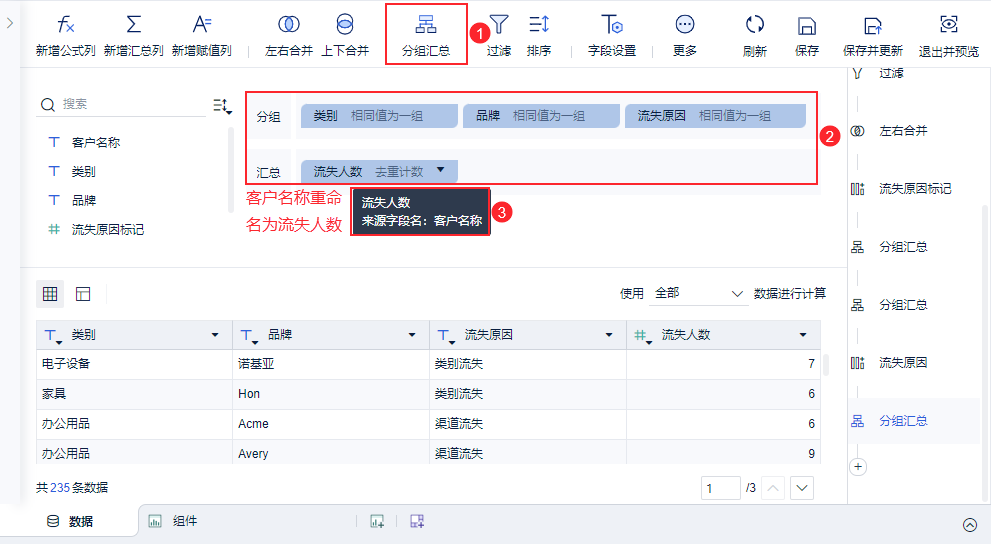 新增公式列 新增汇总列 新增赋值列 左右合并 上下合并 分组汇总 1 过滤 排序 字段设置 更多 刷新 保存 保存并更新 退出并预览
搜索
客户名称
类别
品牌
流失原因标记
分组 类别 相同值为一组 品牌 相同值为一组 流失原因 相同值为一组
2
汇总 流失人数 去重计数
客户名称重命
名为流失人数
流失人数
来源字段名：客户名称
3
使用 全部 数据进行计算
类别 品牌 流失原因 流失人数
电子设备 诺基亚 类别流失 7
家具 Hon 类别流失 6
办公用品 Acme 渠道流失 6
办公用品 Avery 渠道流失 9
共235条数据 1 /3
过滤
左右合并
流失原因标记
分组汇总
分组汇总
流失原因
分组汇总
数据 组件